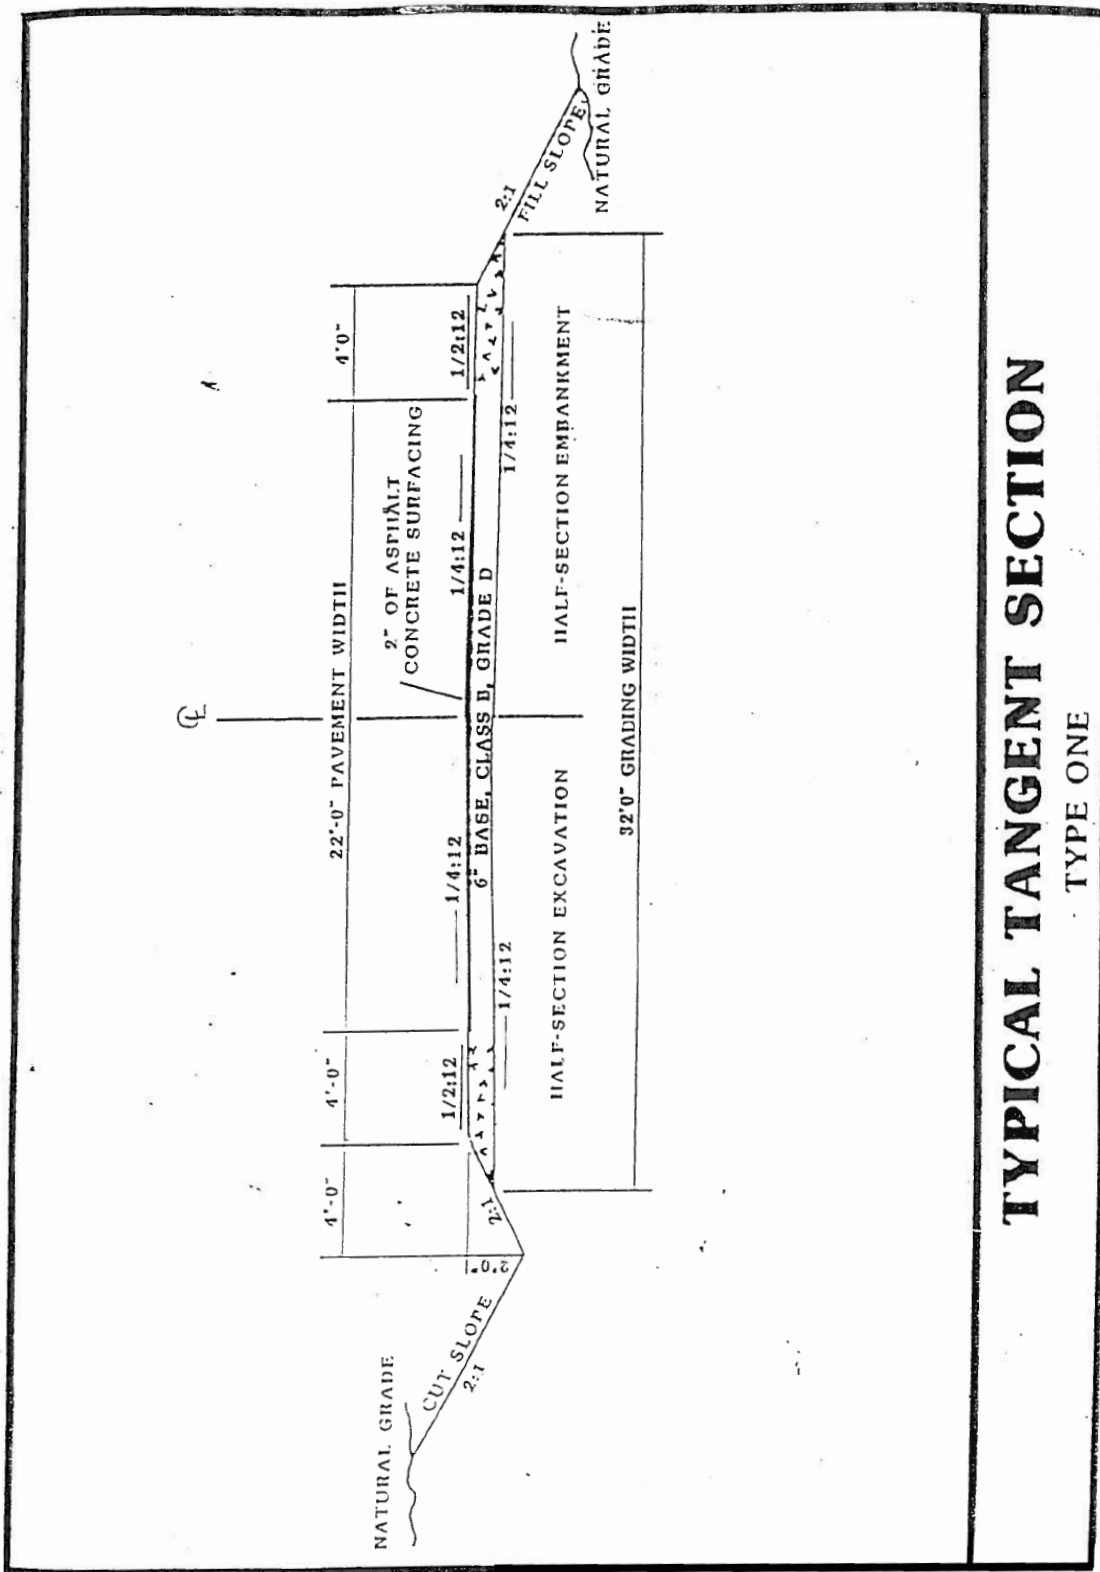 ℄
22'-0" PAVEMENT WIDTH
4'-0"
4'-0"
4'0"
2" OF ASPHALT
CONCRETE SURFACING
1/2:12
1/4:12
1/4:12
1/2:12
NATURAL GRADE
CUT SLOPE
2:1
2'0"
2:1
6" BASE, CLASS B, GRADE D
2:1
FILL SLOPE
NATURAL GRADE
1/4:12
1/4:12
HALF-SECTION EXCAVATION
HALF-SECTION EMBANKMENT
32'0" GRADING WIDTH
TYPICAL TANGENT SECTION
TYPE ONE